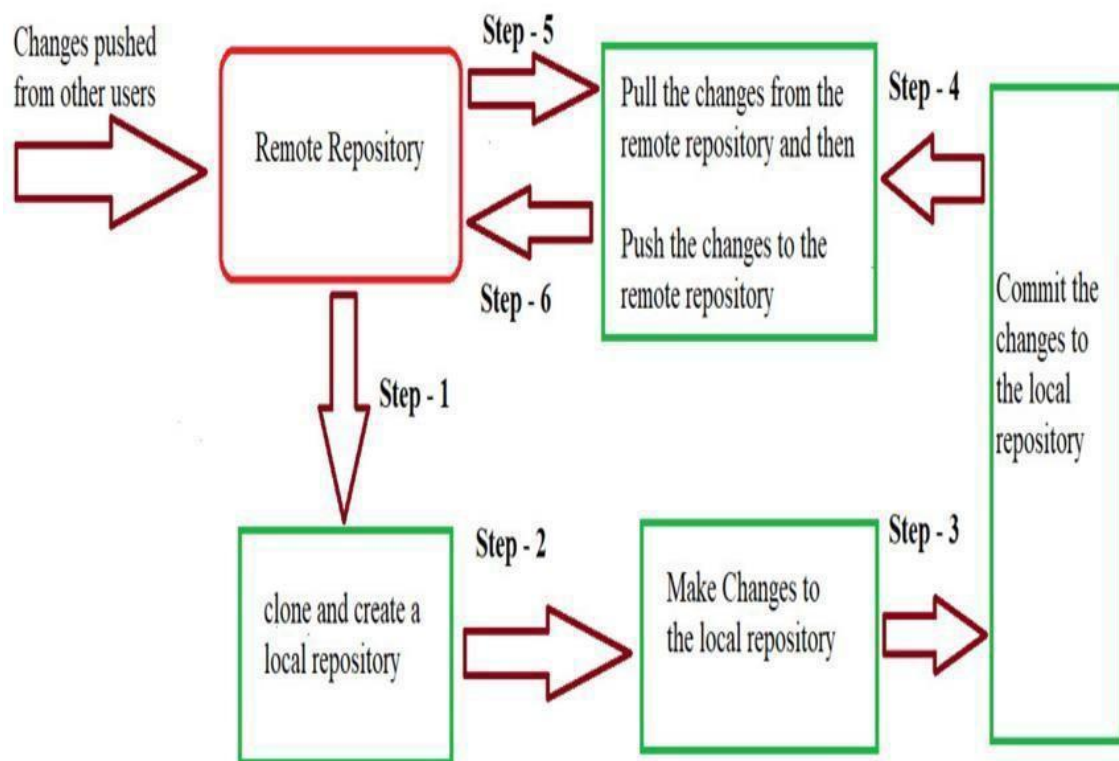 Changes pushed
from other users
Remote Repository
Step - 5
Pull the changes from the
remote repository and then
Push the changes to the
remote repository
Step - 4
Step - 6
Commit the
changes to
the local
repository
Step - 1
clone and create a
local repository
Step - 2
Make Changes to
the local repository
Step - 3